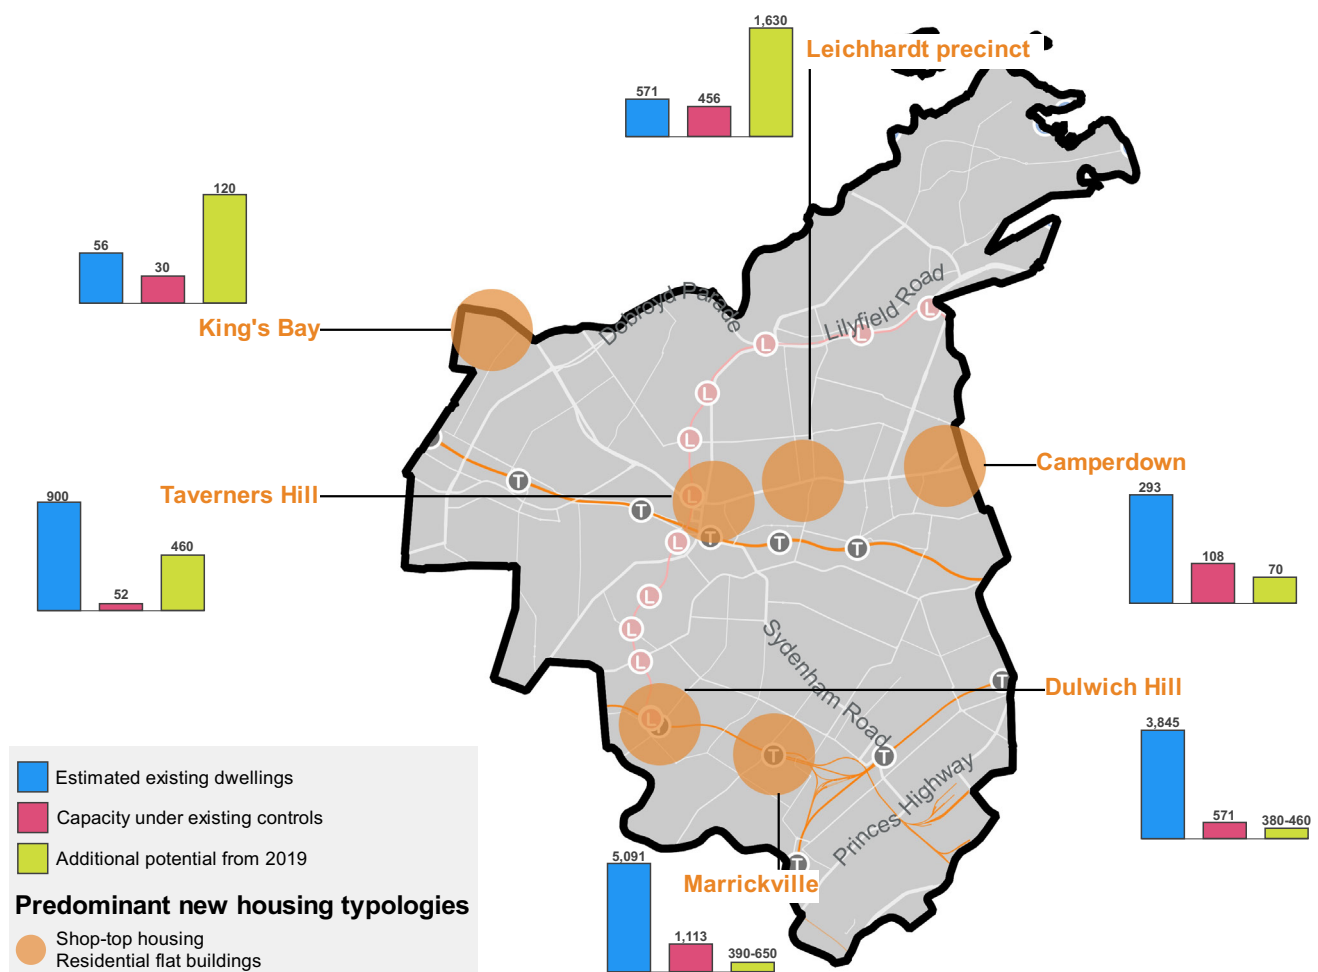 1,630
Leichhardt precinct
571
456
120
56
30
King's Bay
Dobroyd Parade
Lilyfield Road
L
L
L
L
L
T
T
Camperdown
293
108
70
Taverners Hill
900
460
52
L
T
T
T
T
L
L
L
L
Sydenham Road
T
Dulwich Hill
3,845
571
380-460
L
T
T
Princes Highway
T
Estimated existing dwellings
Capacity under existing controls
Additional potential from 2019
Predominant new housing typologies
Shop-top housing
Residential flat buildings
5,091
1,113
390-650
Marrickville